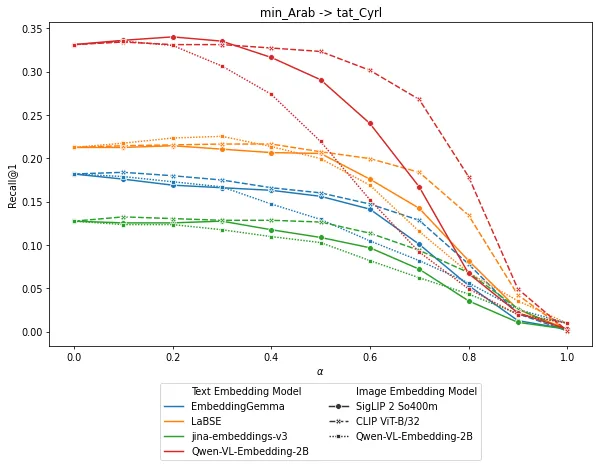 min_Arab -> tat_Cyrl
0.35
0.30
0.25
0.20
0.15
0.10
0.05
0.00
Recall@1
0.0 0.2 0.4 0.6 0.8 1.0
α
Text Embedding Model
EmbeddingGemma
LaBSE
jina-embeddings-v3
Qwen-VL-Embedding-2B
Image Embedding Model
SigLIP 2 So400m
CLIP ViT-B/32
Qwen-VL-Embedding-2B